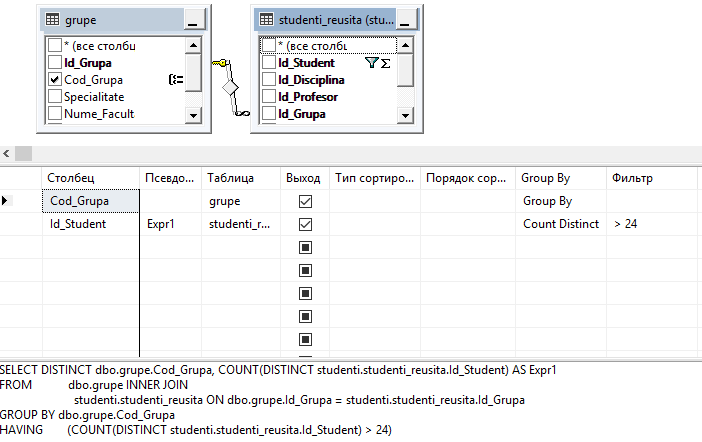 grupe
* (все столбц
Id_Grupa
Cod_Grupa
Specialitate
Nume_Facult
studenti_reusita (stu...
* (все столбц
Id_Student
Id_Disciplina
Id_Profesor
Id_Grupa
Столбец Псевдо... Таблица Выход Тип сортиро... Порядок сор... Group By Фильтр
Cod_Grupa grupe Group By
Id_Student Expr1 studenti_r... Count Distinct > 24
SELECT DISTINCT dbo.grupe.Cod_Grupa, COUNT(DISTINCT studenti.studenti_reusita.Id_Student) AS Expr1
FROM dbo.grupe INNER JOIN
studenti.studenti_reusita ON dbo.grupe.Id_Grupa = studenti.studenti_reusita.Id_Grupa
GROUP BY dbo.grupe.Cod_Grupa
HAVING (COUNT(DISTINCT studenti.studenti_reusita.Id_Student) > 24)